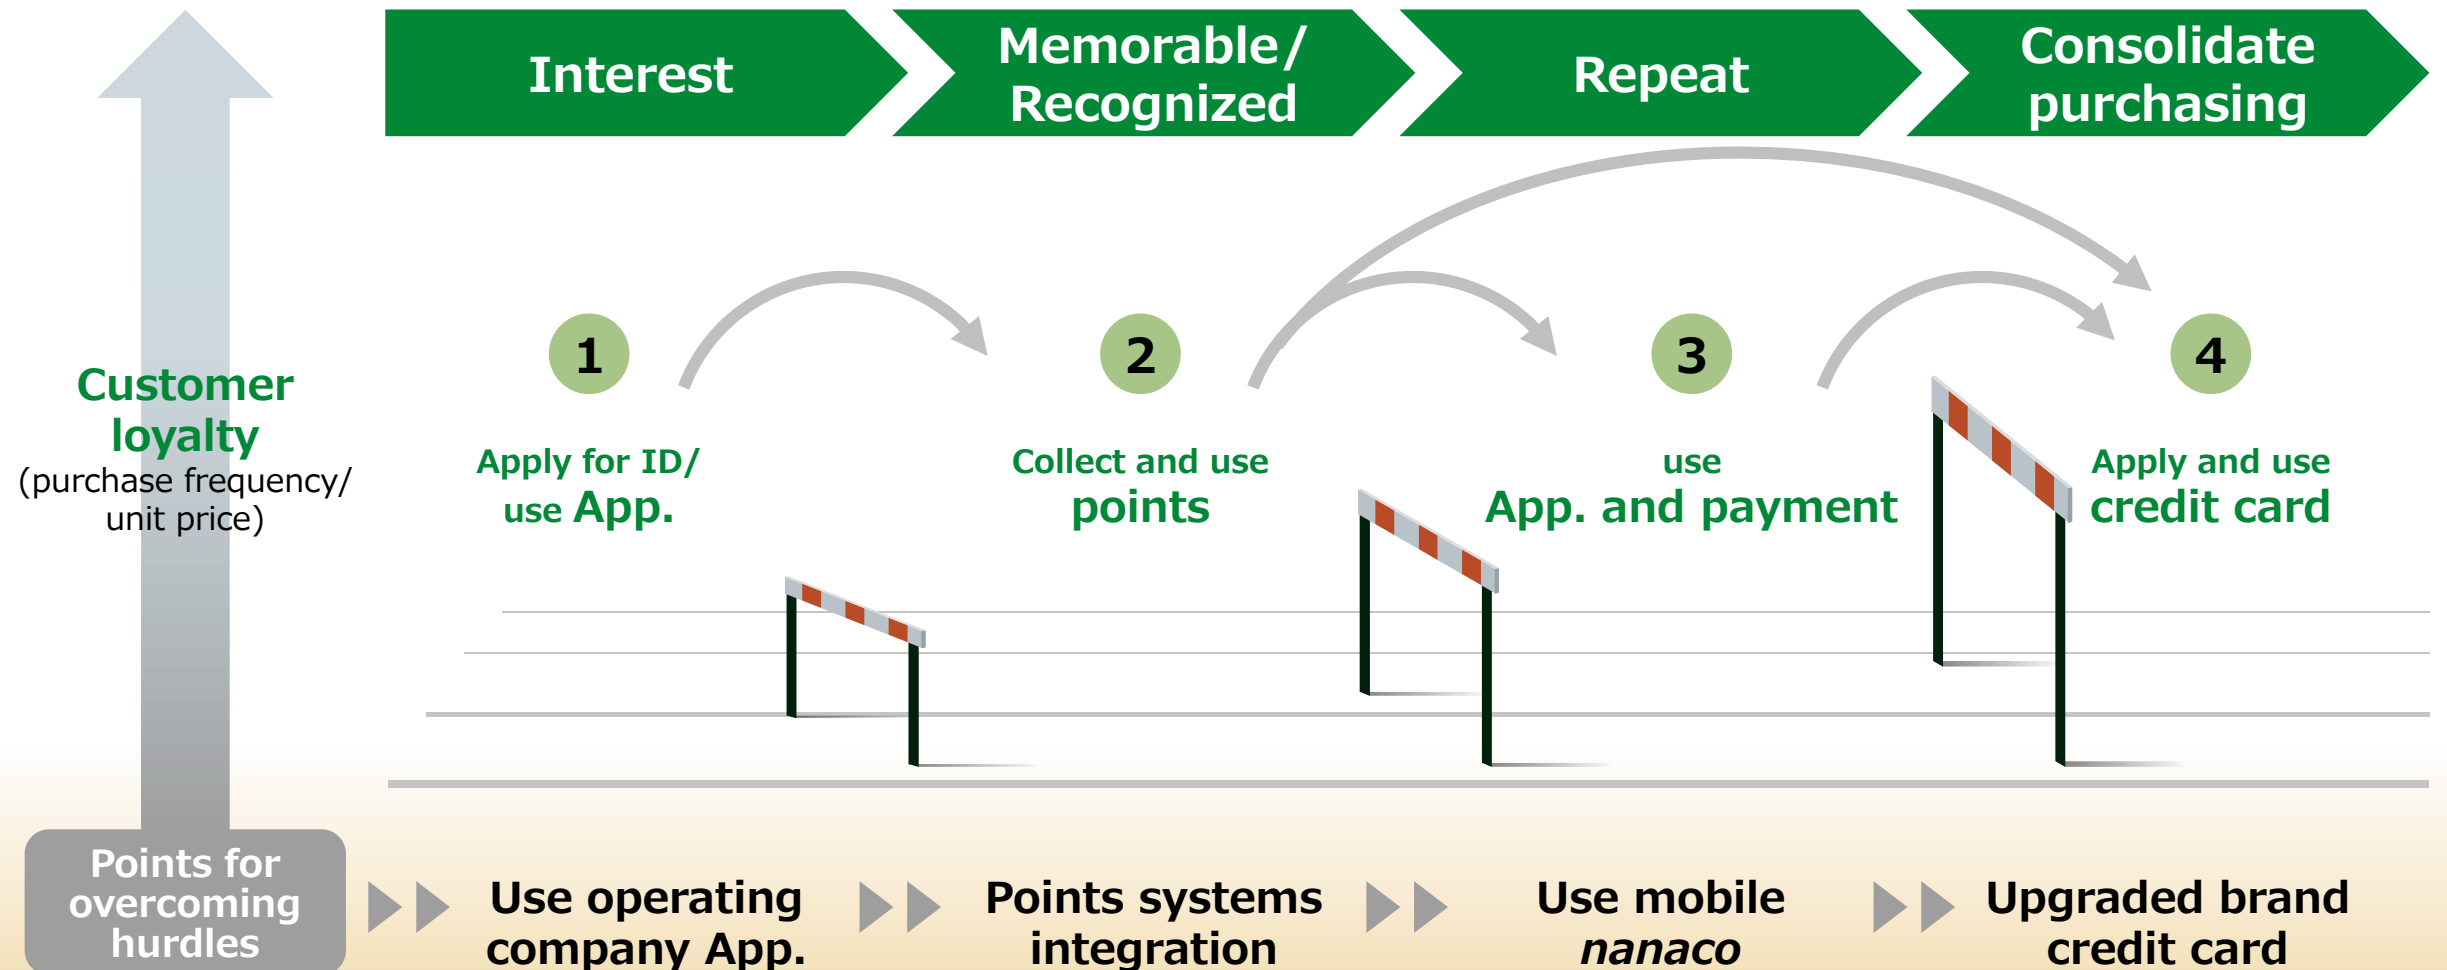 Interest
Memorable/
Recognized
Repeat
Consolidate
purchasing
Customer
loyalty
(purchase frequency/
unit price)
1
Apply for ID/
use App.
2
Collect and use
points
3
use
App. and payment
4
Apply and use
credit card
Points for
overcoming
hurdles
Use operating
company App.
Points systems
integration
Use mobile
nanaco
Upgraded brand
credit card